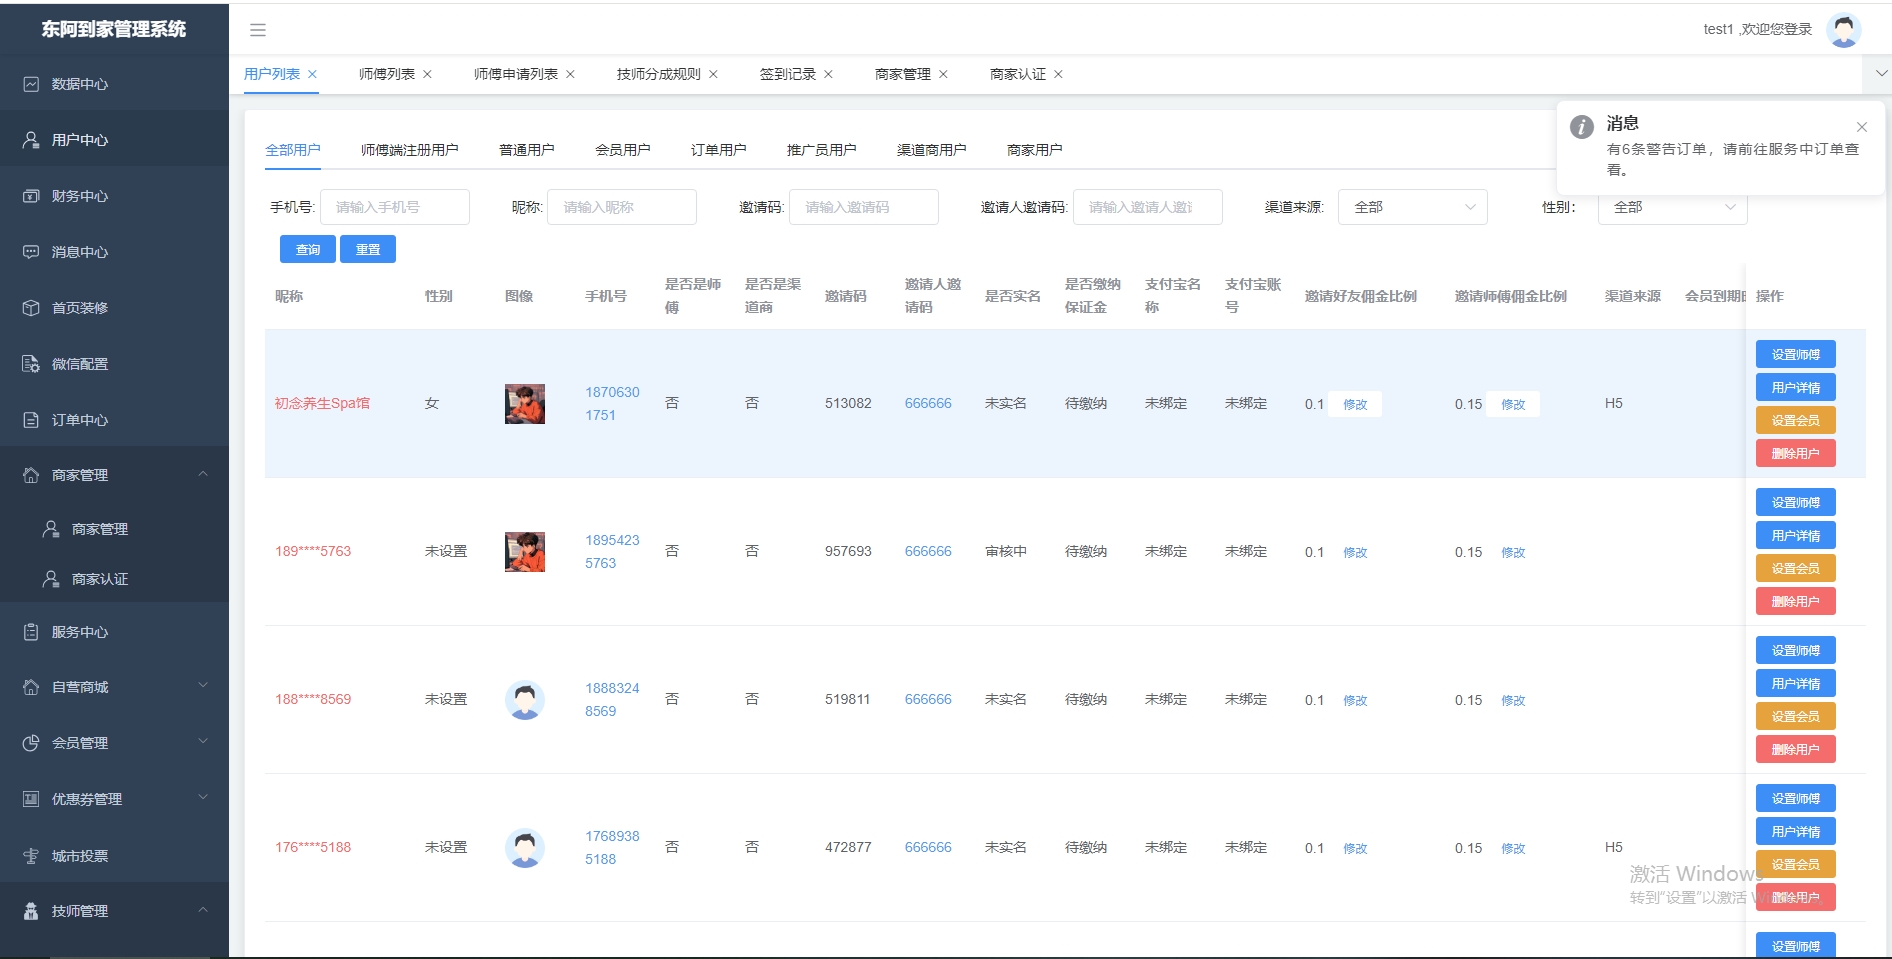 东阿到家管理系统
test1 ,欢迎您登录
数据中心
用户中心
财务中心
消息中心
首页装修
微信配置
订单中心
商家管理
商家管理
商家认证
服务中心
自营商城
会员管理
优惠券管理
城市投票
技师管理
用户列表 师傅列表 师傅申请列表 技师分成规则 签到记录 商家管理 商家认证
消息
有6条警告订单，请前往服务中订单查
看。
全部用户 师傅端注册用户 普通用户 会员用户 订单用户 推广员用户 渠道商用户 商家用户
手机号: 请输入手机号 昵称: 请输入昵称 邀请码: 请输入邀请码 邀请人邀请码: 请输入邀请人邀请 渠道来源: 全部 性别： 全部
查询 重置
昵称 性别 图像 手机号 是否是师傅 是否是渠道商 邀请码 邀请人邀请码 是否实名 是否缴纳保证金 支付宝名称 支付宝账号 邀请好友佣金比例 邀请师傅佣金比例 渠道来源 会员到期 操作
初念养生Spa馆 女 18706301751 否 否 513082 666666 未实名 待缴纳 未绑定 未绑定 0.1 修改 0.15 修改 H5
设置师傅
用户详情
设置会员
删除用户
189****5763 未设置 18954235763 否 否 957693 666666 审核中 待缴纳 未绑定 未绑定 0.1 修改 0.15 修改
设置师傅
用户详情
设置会员
删除用户
188****8569 未设置 18883248569 否 否 519811 666666 未实名 待缴纳 未绑定 未绑定 0.1 修改 0.15 修改
设置师傅
用户详情
设置会员
删除用户
176****5188 未设置 17689385188 否 否 472877 666666 未实名 待缴纳 未绑定 未绑定 0.1 修改 0.15 修改 H5
设置师傅
用户详情
设置会员
删除用户
设置师傅
激活 Windows
转到"设置"以激活